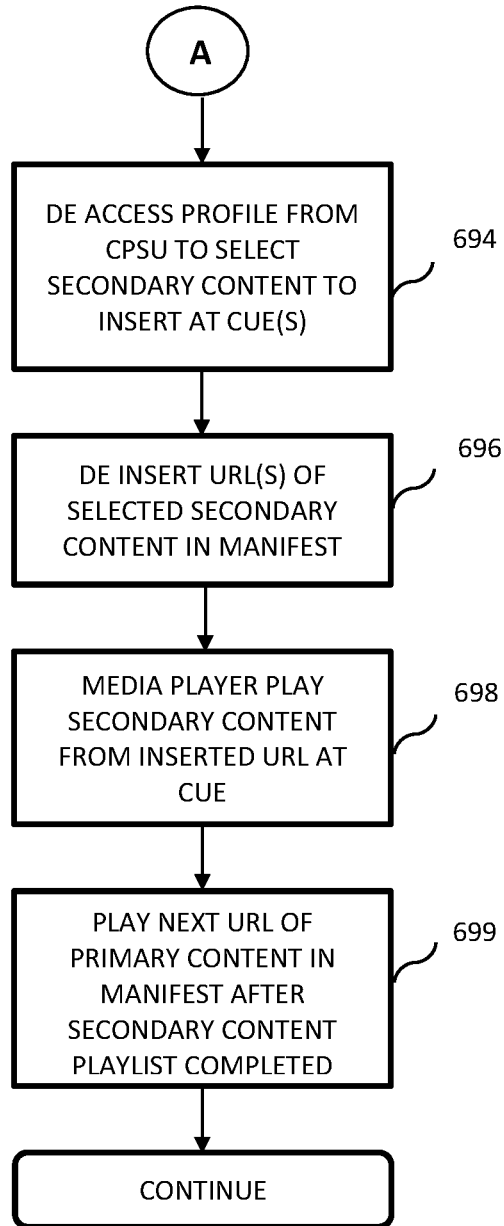 A
DE ACCESS PROFILE FROM
CPSU TO SELECT
SECONDARY CONTENT TO
INSERT AT CUE(S)
694
DE INSERT URL(S) OF
SELECTED SECONDARY
CONTENT IN MANIFEST
696
MEDIA PLAYER PLAY
SECONDARY CONTENT
FROM INSERTED URL AT
CUE
698
PLAY NEXT URL OF
PRIMARY CONTENT IN
MANIFEST AFTER
SECONDARY CONTENT
PLAYLIST COMPLETED
699
CONTINUE